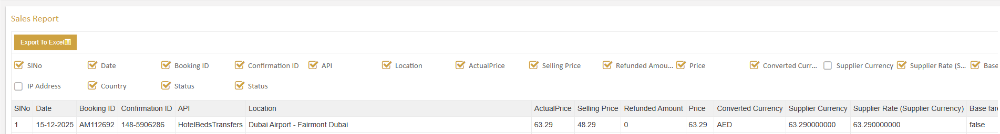 Sales Report
Export To Excel
SlNo Date Booking ID Confirmation ID API Location ActualPrice Selling Price Refunded Amou... Price Converted Curr... Supplier Currency Supplier Rate (S... Base
IP Address Country Status Status
SlNo Date Booking ID Confirmation ID API Location ActualPrice Selling Price Refunded Amount Price Converted Currency Supplier Currency Supplier Rate (Supplier Currency) Base fare
1 15-12-2025 AM112692 148-5906286 HotelBedsTransfers Dubai Airport - Fairmont Dubai 63.29 48.29 0 63.29 AED 63.290000000 63.290000000 false